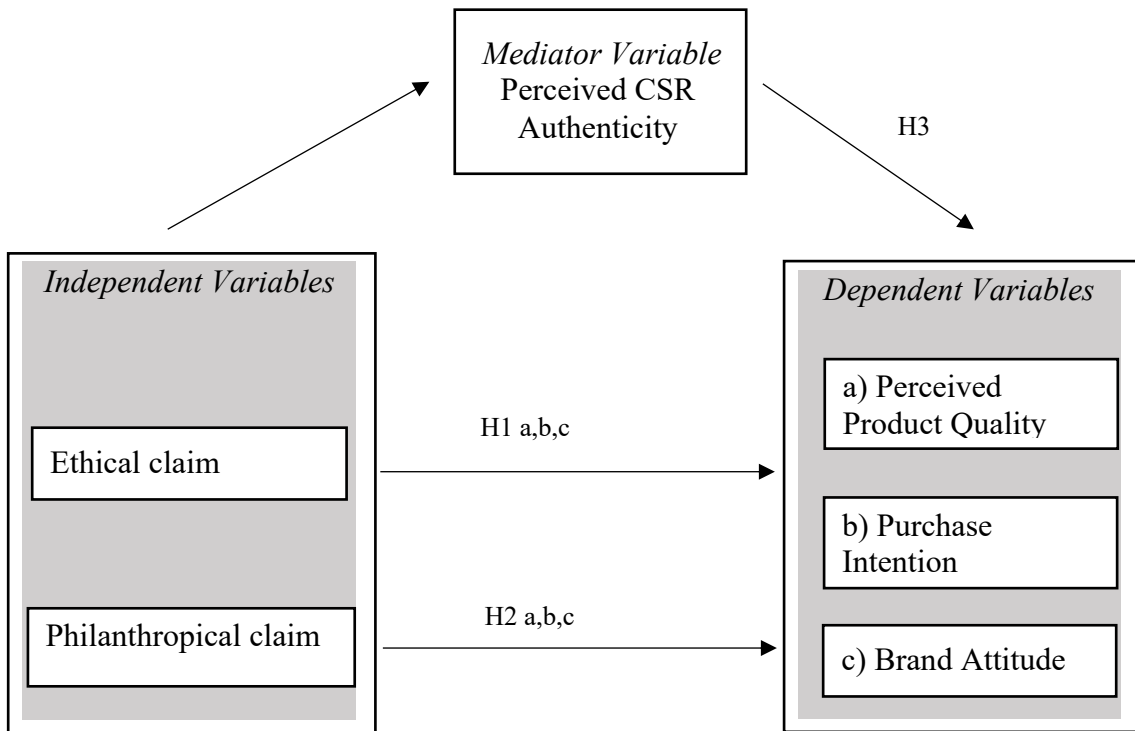 Mediator Variable
Perceived CSR
Authenticity
H3
Independent Variables
Dependent Variables
a) Perceived
Product Quality
H1 a,b,c
Ethical claim
b) Purchase
Intention
H2 a,b,c
Philanthropical claim
c) Brand Attitude